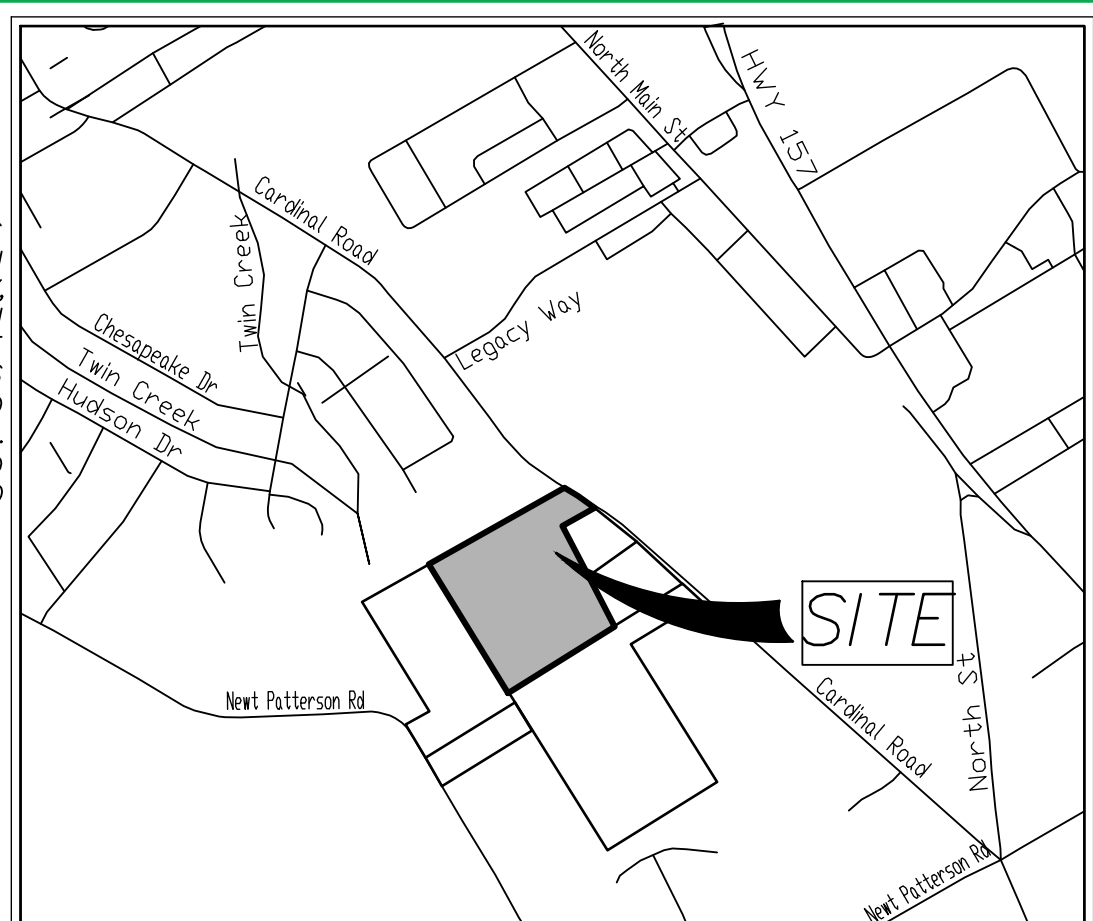 North Main St
HWY 157
Cardinal Road
Twin Creek
Legacy Way
Chesapeake Dr
Twin Creek
Hudson Dr
SITE
North St
Newt Patterson Rd
Cardinal Road
Newt Patterson Rd